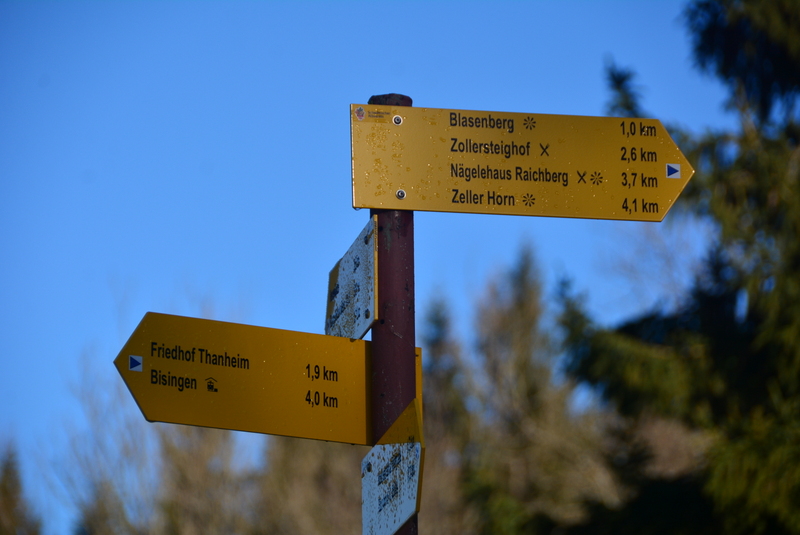 Blasenberg 1,0 km
Zollersteighof 2,6 km
Nägelehaus Raichberg 3,7 km
Zeller Horn 4,1 km
Friedhof Thanheim 1,9 km
Bisingen 4,0 km